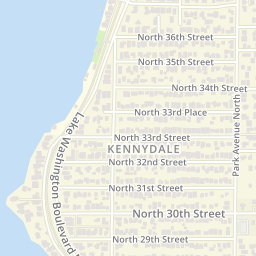 North 36th Street
North 35th Street
North 34th Street
North 33rd Place
North 33rd Street
KENNYDALE
North 32nd Street
North 31st Street
North 30th Street
North 29th Street
Lake Washington Boulevard
Park Avenue North